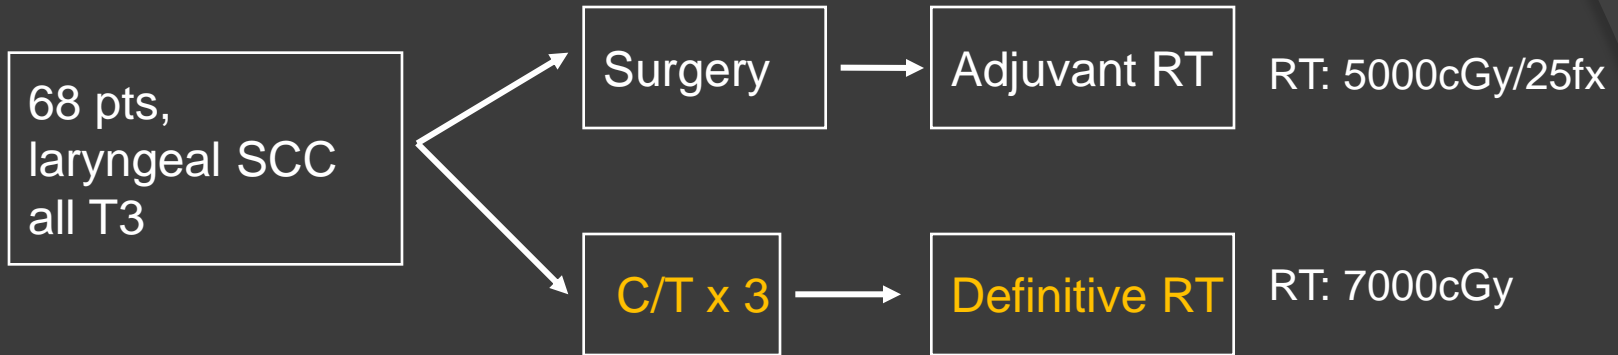 68 pts,
laryngeal SCC
all T3
Surgery
Adjuvant RT
RT: 5000cGy/25fx
C/T x 3
Definitive RT
RT: 7000cGy